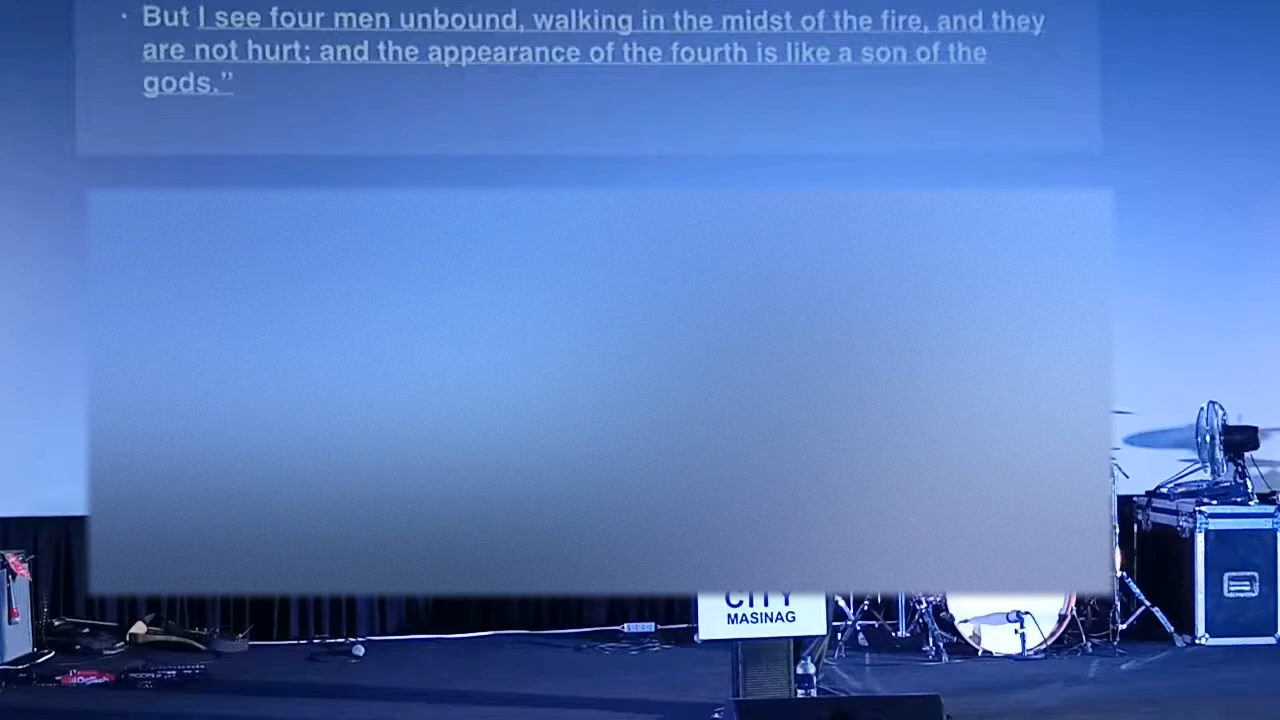 · But I see four men unbound, walking in the midst of the fire, and they
are not hurt; and the appearance of the fourth is like a son of the
gods.”
CITY
MASINAG